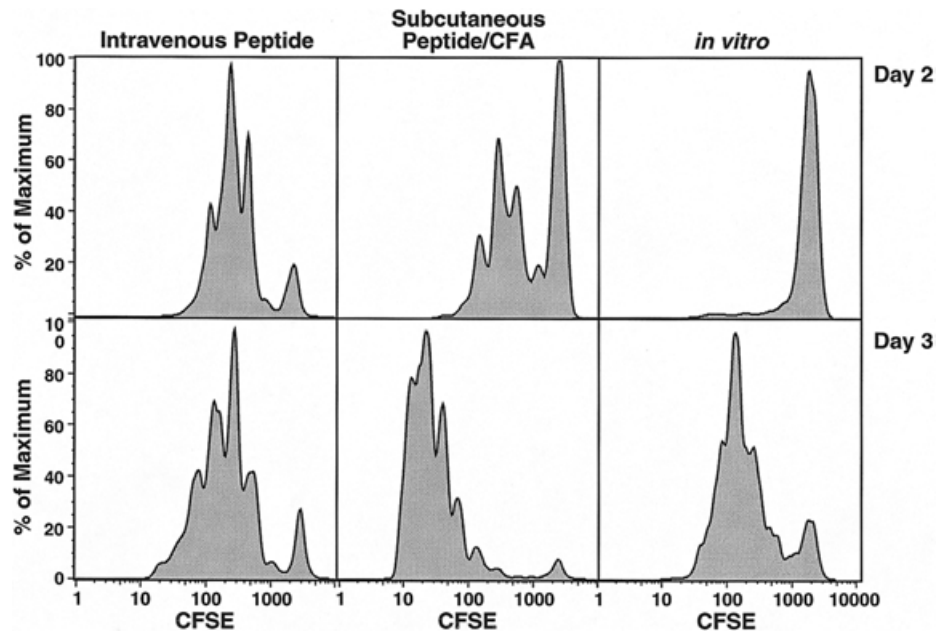 Intravenous Peptide
Subcutaneous
Peptide/CFA
in vitro
Day 2
% of Maximum
100
80
60
40
20
Day 3
% of Maximum
10
0
80
60
40
20
0
1 10 100 1000 1 10 100 1000 1 10 100 1000 10000
CFSE CFSE CFSE